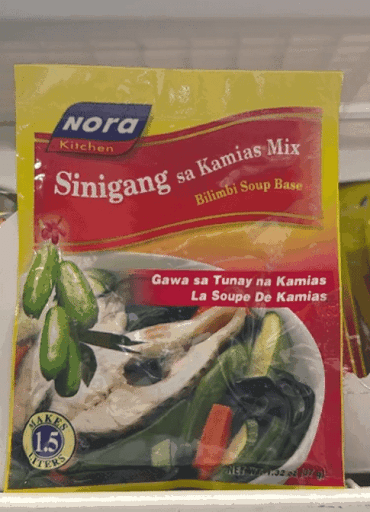 Nora
Kitchen
Sinigang sa Kamias Mix
Bilimbi Soup Base
Gawa sa Tunay na Kamias
La Soupe De Kamias
MAKES
1.5
LITERS